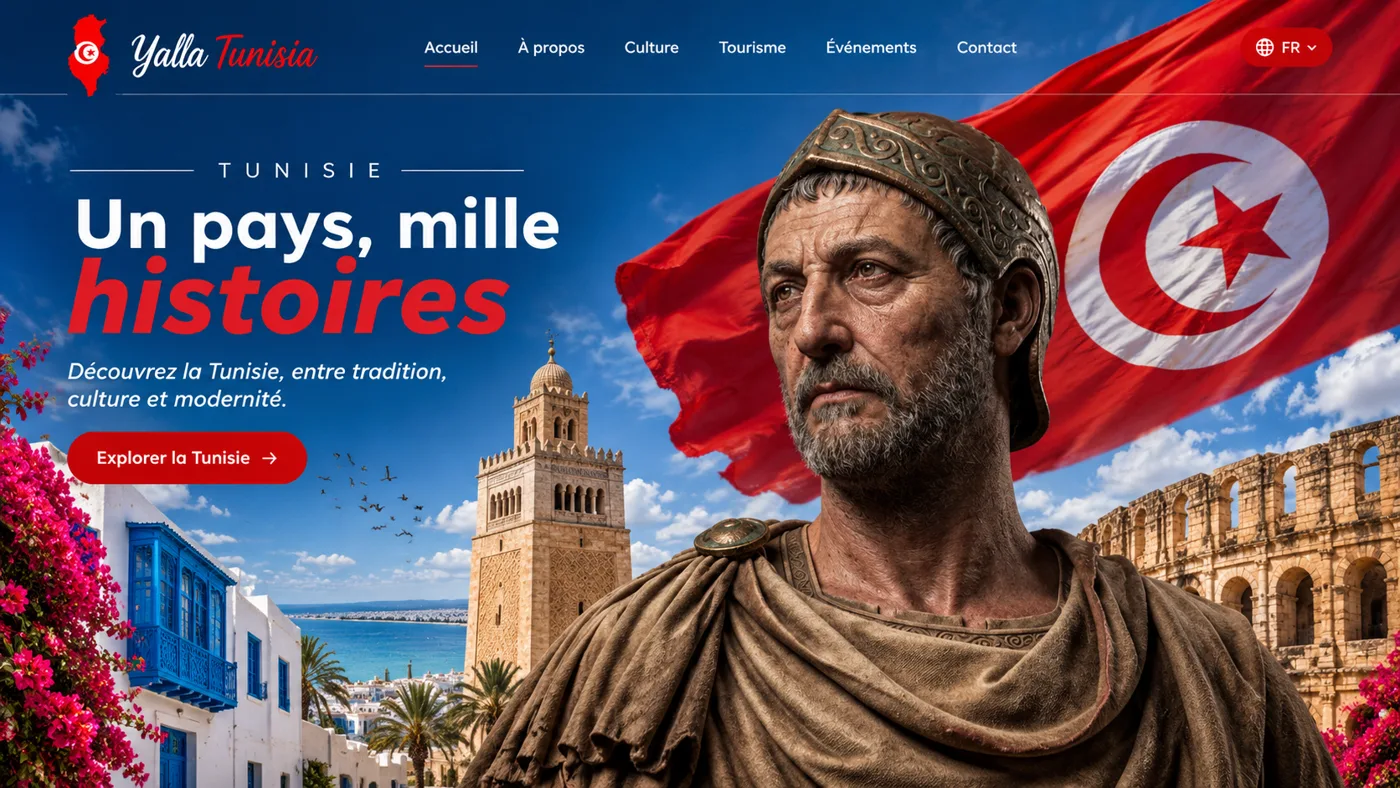 Yalla Tunisia
Accueil
À propos
Culture
Tourisme
Événements
Contact
FR
TUNISIE
Un pays, mille
histoires
Découvrez la Tunisie, entre tradition,
culture et modernité.
Explorer la Tunisie →